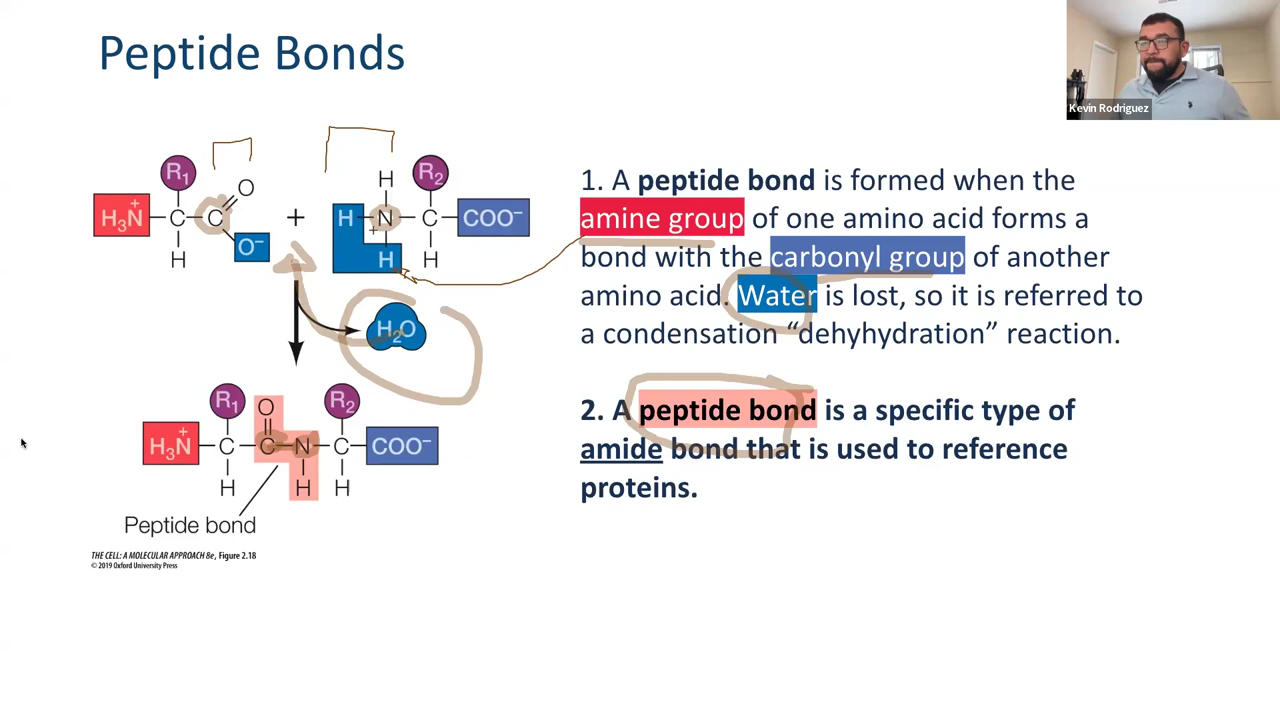 Peptide Bonds
Kevin Rodriguez
H
R₁ O R₂
H₃N⁺ C C + H N⁺ C COO⁻
H O⁻ H H
H₂O
R₁ O R₂
H₃N⁺ C C N C COO⁻
H H H
Peptide bond
THE CELL: A MOLECULAR APPROACH 8e, Figure 2.18
© 2019 Oxford University Press
1. A peptide bond is formed when the
amine group of one amino acid forms a
bond with the carbonyl group of another
amino acid. Water is lost, so it is referred to
a condensation “dehyhydration” reaction.
2. A peptide bond is a specific type of
amide bond that is used to reference
proteins.